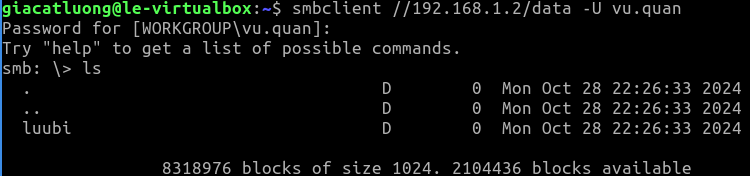 giacatluong@le-virtualbox:~$ smbclient //192.168.1.2/data -U vu.quan
Password for [WORKGROUP\vu.quan]:
Try "help" to get a list of possible commands.
smb: \> ls
  .                                   D        0  Mon Oct 28 22:26:33 2024
  ..                                  D        0  Mon Oct 28 22:26:33 2024
  luubi                               D        0  Mon Oct 28 22:26:33 2024
                8318976 blocks of size 1024. 2104436 blocks available